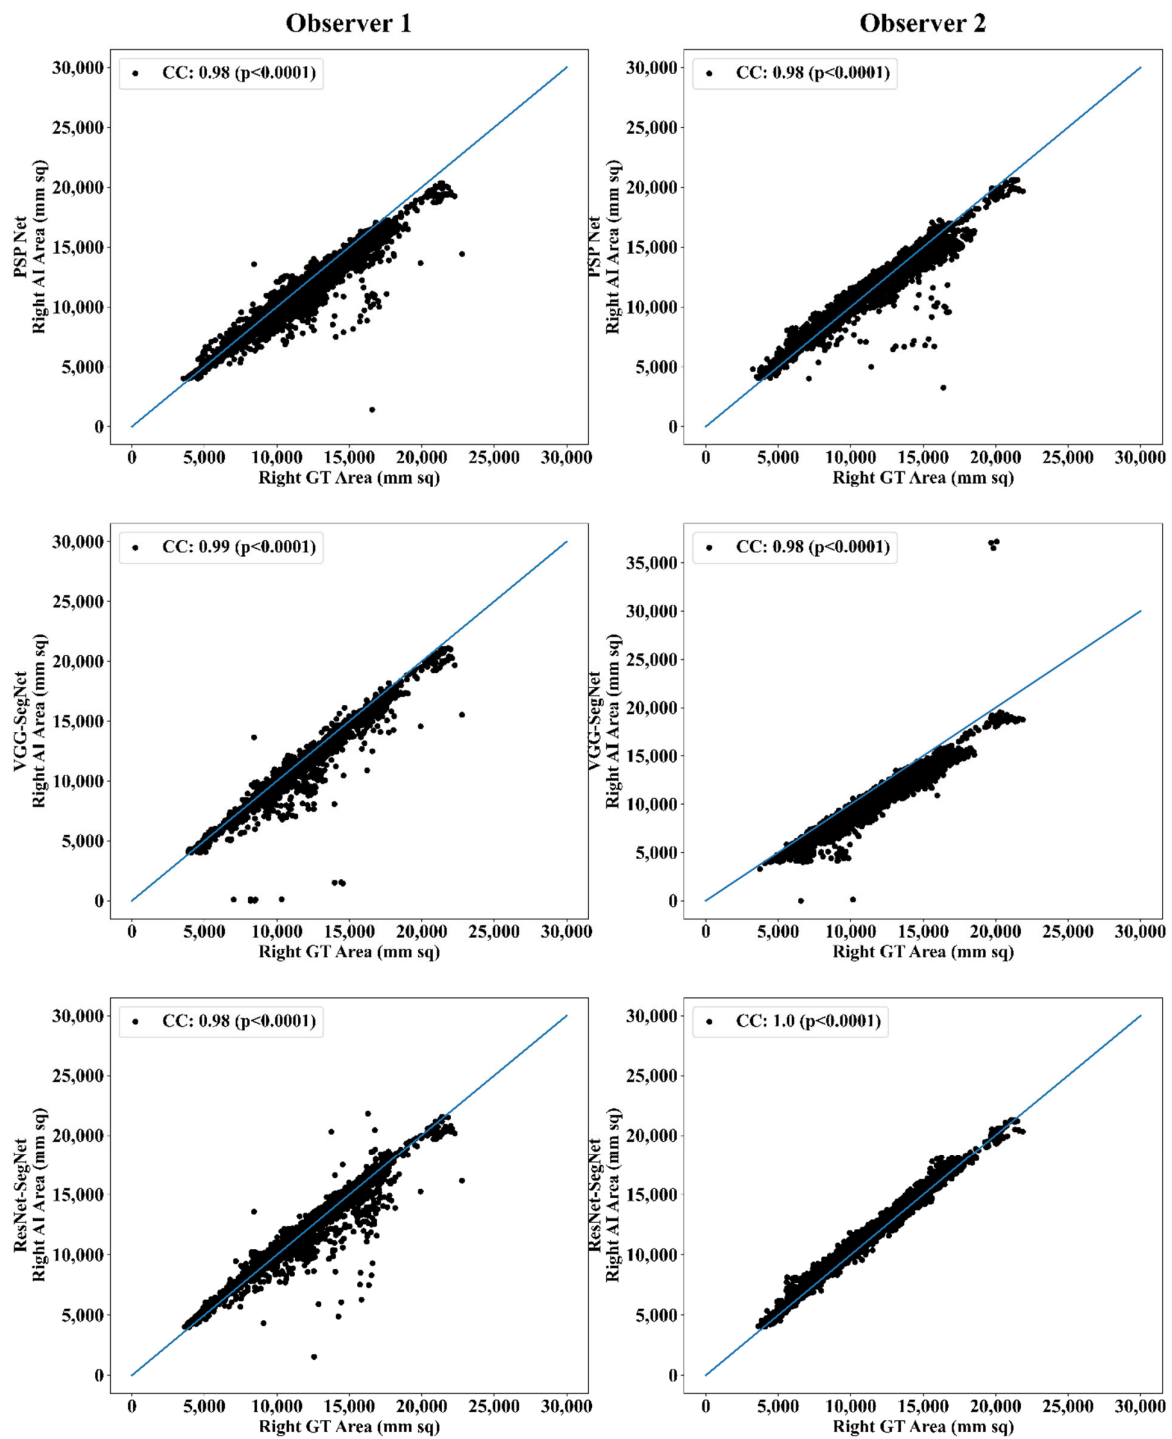 Observer 1
Observer 2
CC: 0.98 (p<0.0001)
30,000
25,000
20,000
15,000
10,000
5,000
0
PSP Net
Right AI Area (mm sq)
0 5,000 10,000 15,000 20,000 25,000 30,000
Right GT Area (mm sq)
CC: 0.98 (p<0.0001)
30,000
25,000
20,000
15,000
10,000
5,000
0
PSP Net
Right AI Area (mm sq)
0 5,000 10,000 15,000 20,000 25,000 30,000
Right GT Area (mm sq)
CC: 0.99 (p<0.0001)
30,000
25,000
20,000
15,000
10,000
5,000
0
VGG-SegNet
Right AI Area (mm sq)
0 5,000 10,000 15,000 20,000 25,000 30,000
Right GT Area (mm sq)
CC: 0.98 (p<0.0001)
35,000
30,000
25,000
20,000
15,000
10,000
5,000
0
VGG-SegNet
Right AI Area (mm sq)
0 5,000 10,000 15,000 20,000 25,000 30,000
Right GT Area (mm sq)
CC: 0.98 (p<0.0001)
30,000
25,000
20,000
15,000
10,000
5,000
0
ResNet-SegNet
Right AI Area (mm sq)
0 5,000 10,000 15,000 20,000 25,000 30,000
Right GT Area (mm sq)
CC: 1.0 (p<0.0001)
30,000
25,000
20,000
15,000
10,000
5,000
0
ResNet-SegNet
Right AI Area (mm sq)
0 5,000 10,000 15,000 20,000 25,000 30,000
Right GT Area (mm sq)